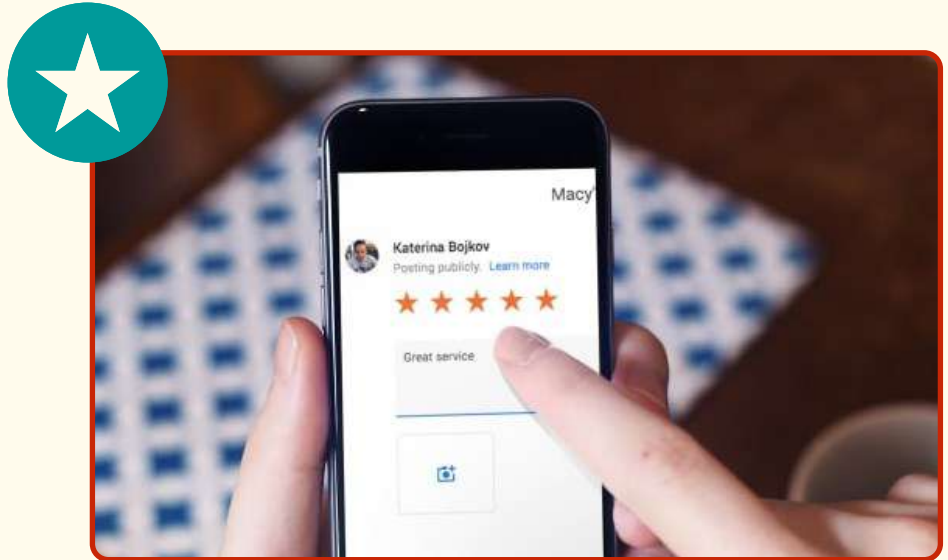 Macy'
Katerina Bojkov
Posting publicly. Learn more
Great service